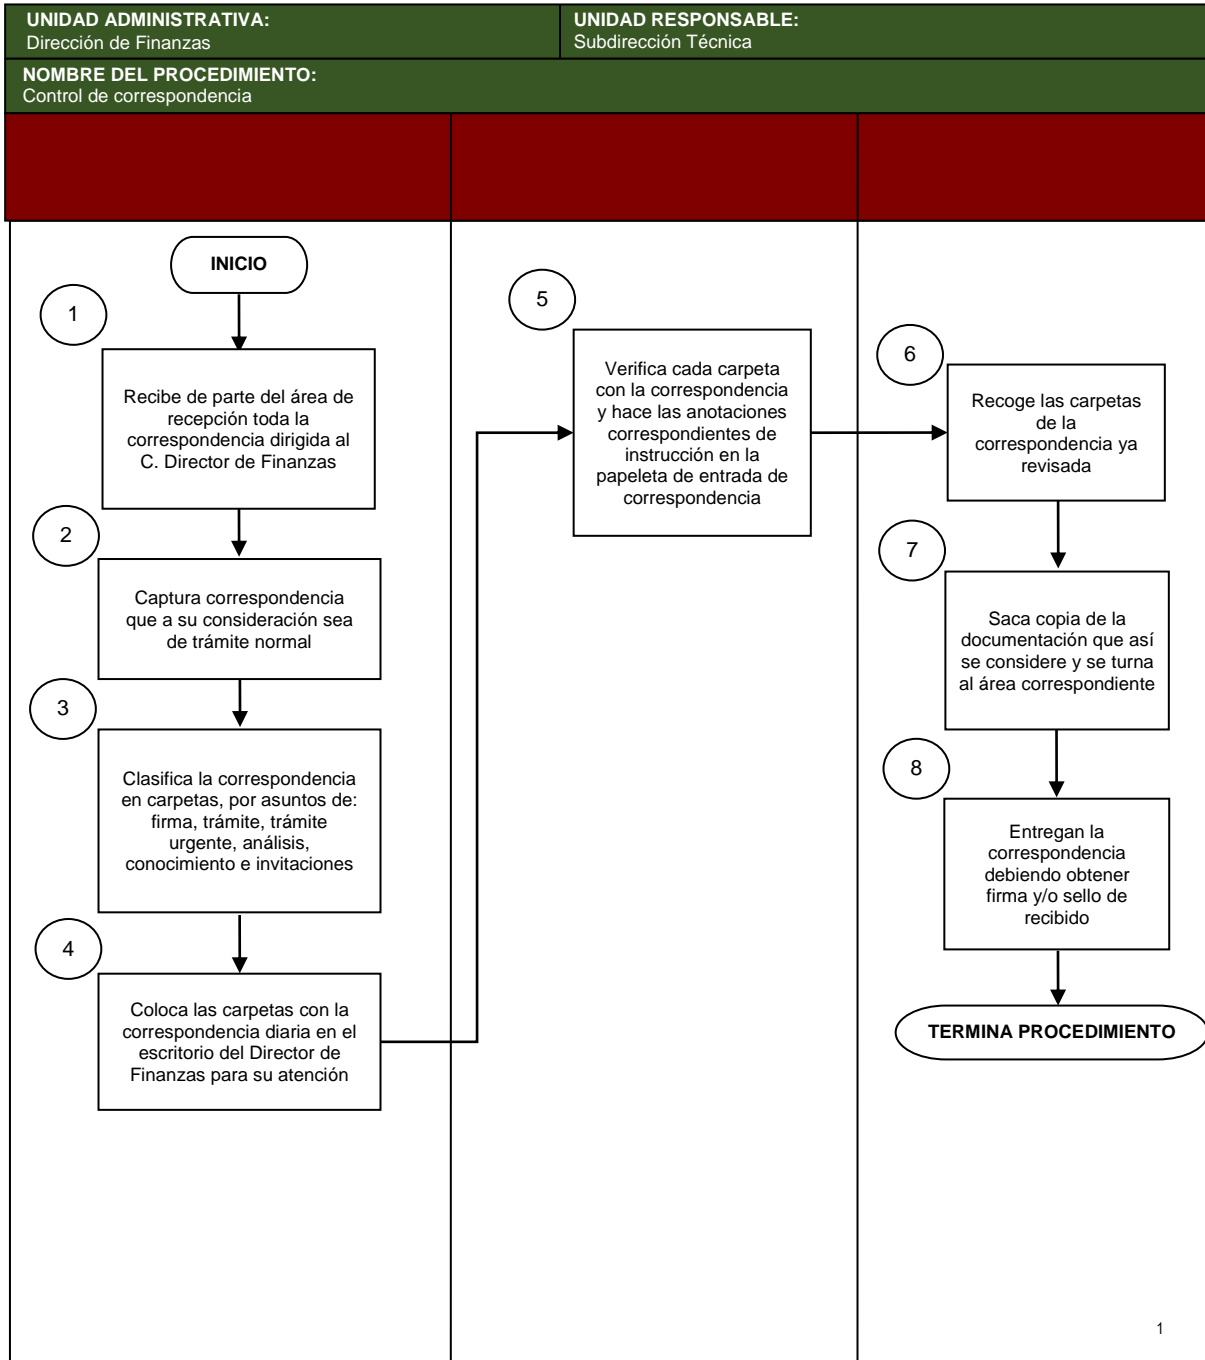 UNIDAD ADMINISTRATIVA:
Dirección de Finanzas
UNIDAD RESPONSABLE:
Subdirección Técnica
NOMBRE DEL PROCEDIMIENTO:
Control de correspondencia
INICIO
1
Recibe de parte del área de
recepción toda la
correspondencia dirigida al
C. Director de Finanzas
2
Captura correspondencia
que a su consideración sea
de trámite normal
3
Clasifica la correspondencia
en carpetas, por asuntos de:
firma, trámite, trámite
urgente, análisis,
conocimiento e invitaciones
4
Coloca las carpetas con la
correspondencia diaria en el
escritorio del Director de
Finanzas para su atención
5
Verifica cada carpeta
con la correspondencia
y hace las anotaciones
correspondientes de
instrucción en la
papeleta de entrada de
correspondencia
6
Recoge las carpetas
de la
correspondencia ya
revisada
7
Saca copia de la
documentación que así
se considere y se turna
al área correspondiente
8
Entregan la
correspondencia
debiendo obtener
firma y/o sello de
recibido
TERMINA PROCEDIMIENTO
1